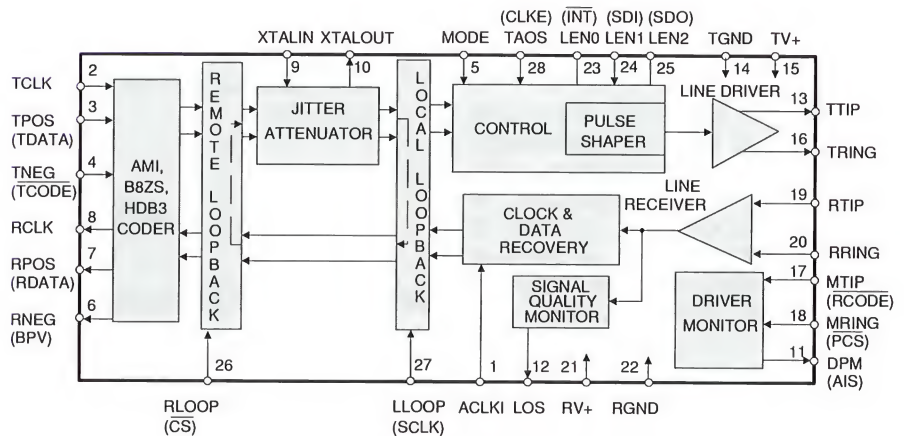 (CLKE) (INT) (SDI) (SDO)
XTALIN XTALOUT MODE TAOS LEN0 LEN1 LEN2 TGND TV+
9 10 5 28 23 24 25 14 15
TCLK 2
TPOS 3
(TDATA)
TNEG 4
(TCODE)
RCLK 8
RPOS 7
(RDATA)
RNEG 6
(BPV)
AMI,
B8ZS,
HDB3
CODER
REMOTE LOOPBACK
JITTER
ATTENUATOR
LOCAL LOOPBACK
CONTROL
PULSE
SHAPER
LINE DRIVER
13 TTIP
16 TRING
CLOCK &
DATA
RECOVERY
LINE
RECEIVER
19 RTIP
20 RRING
SIGNAL
QUALITY
MONITOR
DRIVER
MONITOR
17 MTIP
(RCODE)
18 MRING
(PCS)
11 DPM
(AIS)
26 27 1 12 21 22
RLOOP LLOOP ACLKI LOS RV+ RGND
(CS) (SCLK)